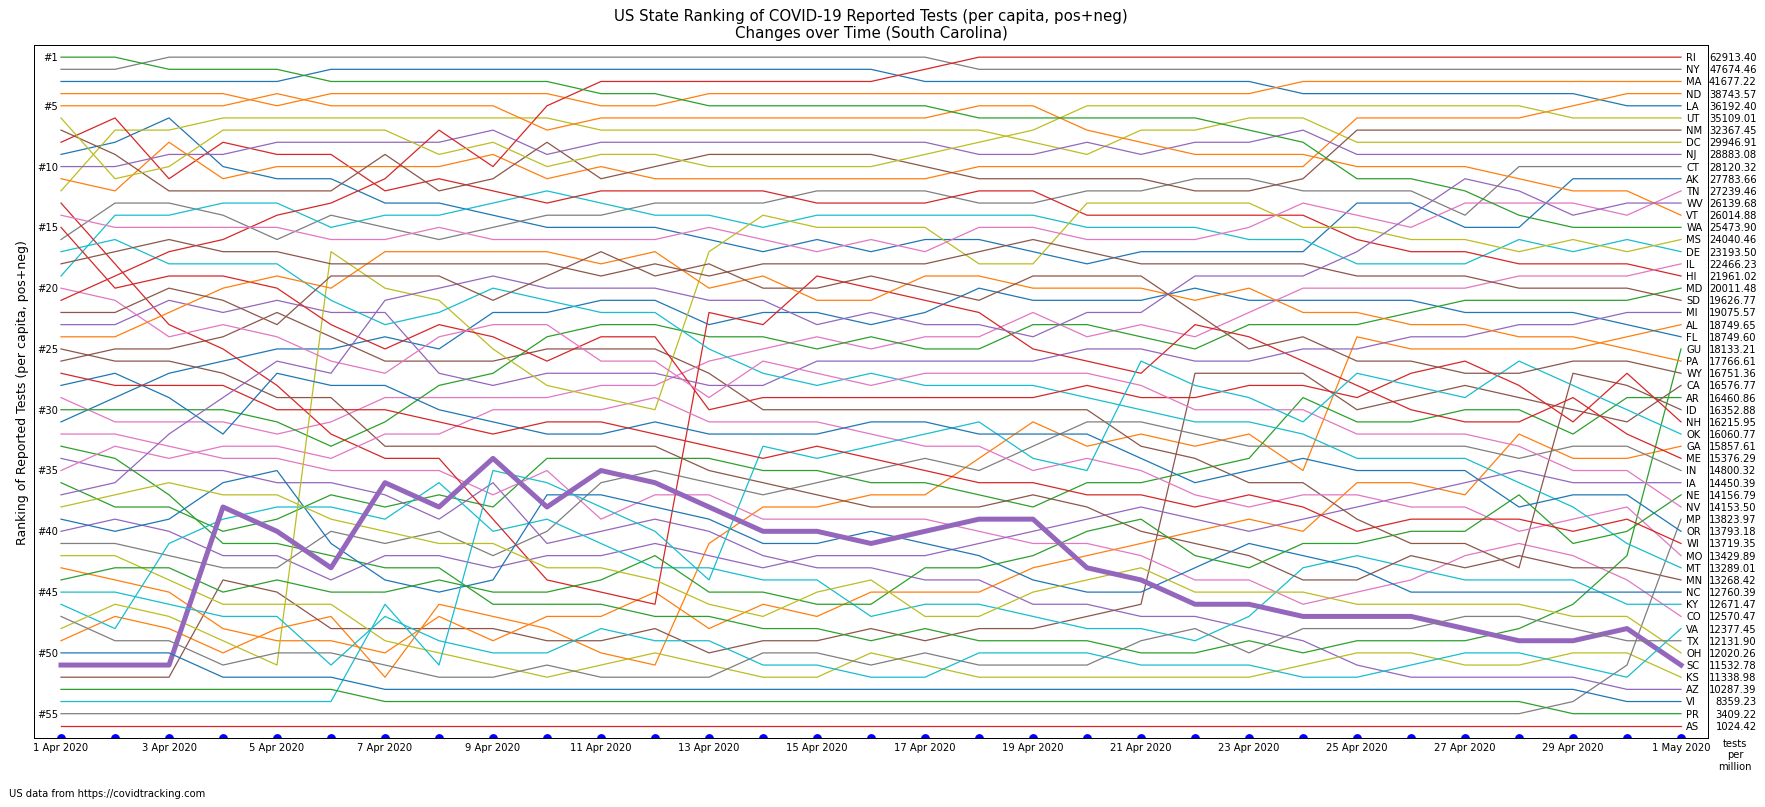 US State Ranking of COVID-19 Reported Tests (per capita, pos+neg)
Changes over Time (South Carolina)
Ranking of Reported Tests (per capita, pos+neg)
#1
#5
#10
#15
#20
#25
#30
#35
#40
#45
#50
#55
RI 62913.40
NY 47674.46
MA 41677.22
ND 38743.57
LA 36192.40
UT 35109.01
NM 32367.45
DC 29946.91
NJ 28883.08
CT 28120.32
AK 27783.66
TN 27239.46
WV 26139.68
VT 26014.88
WA 25473.90
MS 24040.46
DE 23193.50
IL 22466.23
HI 21961.02
MD 20011.48
SD 19626.77
MI 19075.57
AL 18749.65
FL 18749.60
GU 18133.21
PA 17766.61
WY 16751.36
CA 16576.77
AR 16460.86
ID 16352.88
NH 16215.95
OK 16060.77
GA 15857.61
ME 15376.29
IN 14800.32
IA 14450.39
NE 14156.79
NV 14153.50
MP 13823.97
OR 13793.18
WI 13719.35
MO 13429.89
MT 13289.01
MN 13268.42
NC 12760.39
KY 12671.47
CO 12570.47
VA 12377.45
TX 12131.90
OH 12020.26
SC 11532.78
KS 11338.98
AZ 10287.39
VI 8359.23
PR 3409.22
AS 1024.42
1 Apr 2020 3 Apr 2020 5 Apr 2020 7 Apr 2020 9 Apr 2020 11 Apr 2020 13 Apr 2020 15 Apr 2020 17 Apr 2020 19 Apr 2020 21 Apr 2020 23 Apr 2020 25 Apr 2020 27 Apr 2020 29 Apr 2020 1 May 2020
tests
per
million
US data from https://covidtracking.com